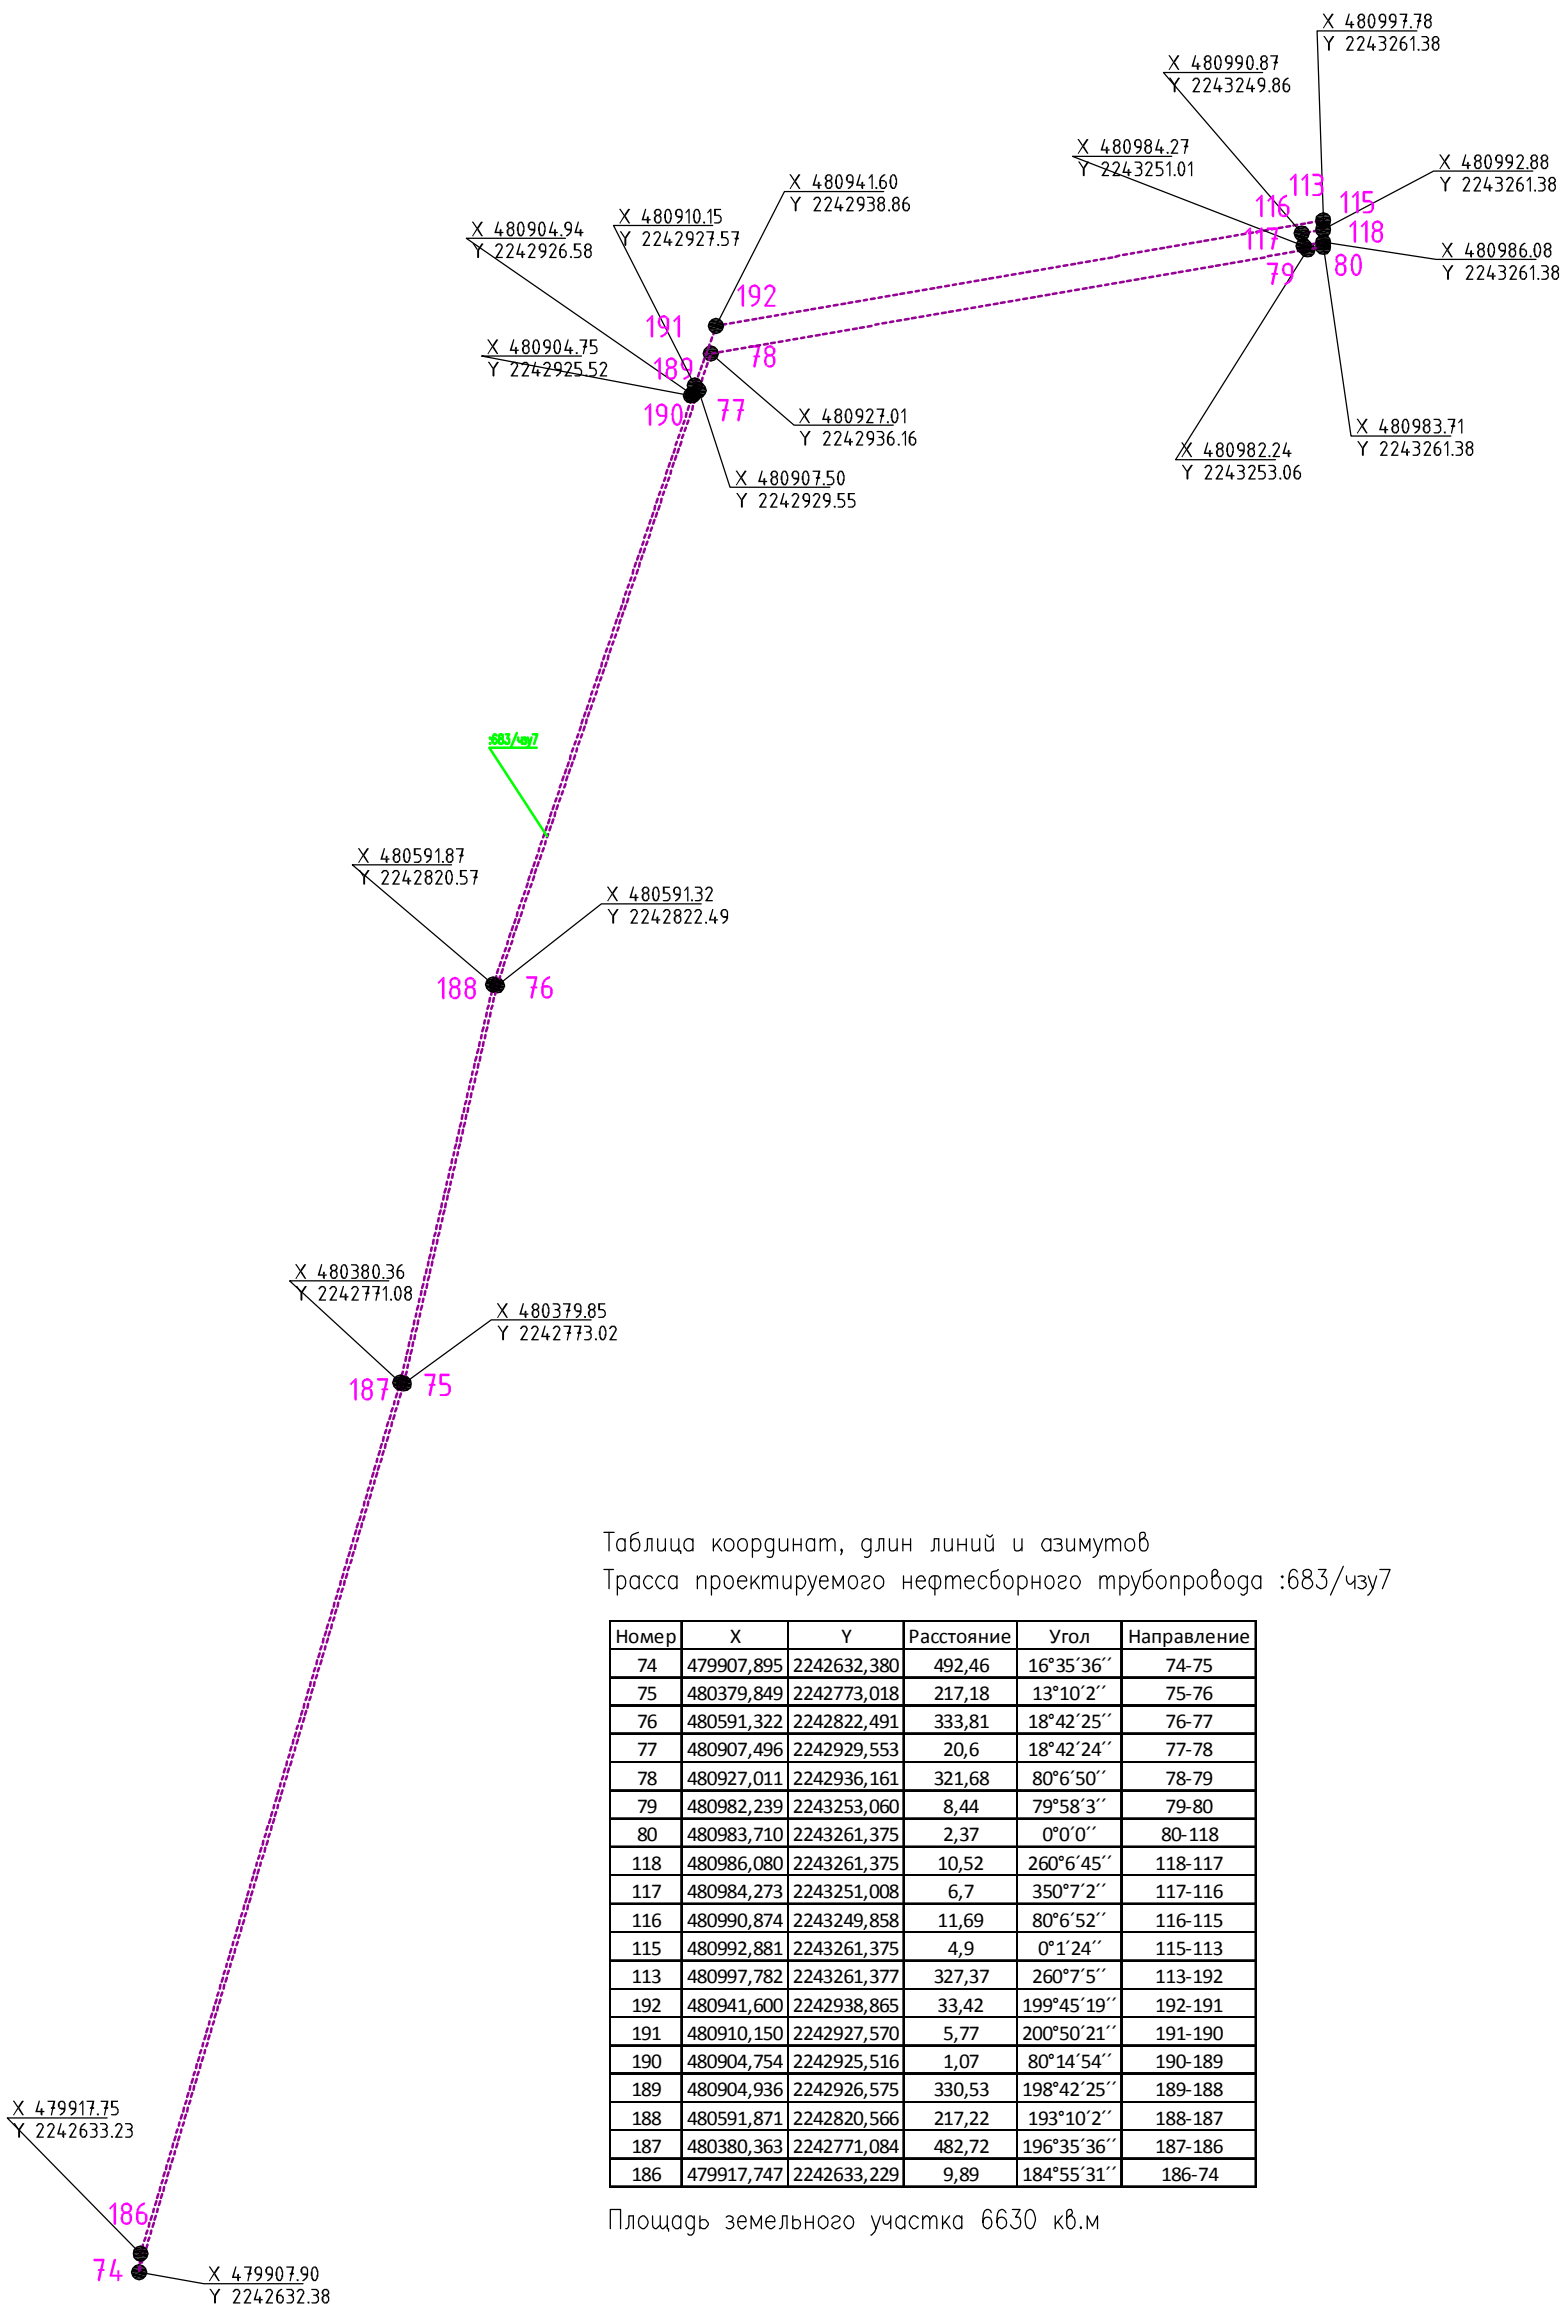 X 480997.78
Y 2243261.38
X 480990.87
Y 2243249.86
X 480984.27
Y 2243251.01
X 480992.88
Y 2243261.38
113
115
116
118
117
X 480986.08
Y 2243261.38
80
79
X 480941.60
Y 2242938.86
X 480910.15
Y 2242927.57
X 480904.94
Y 2242926.58
192
191
X 480904.75
Y 2242925.52
78
189
190
77
X 480927.01
Y 2242936.16
X 480983.71
Y 2243261.38
X 480982.24
Y 2243253.06
X 480907.50
Y 2242929.55
:683/чзу7
X 480591.87
Y 2242820.57
X 480591.32
Y 2242822.49
188
76
X 480380.36
Y 2242771.08
X 480379.85
Y 2242773.02
187
75
Таблица координат, длин линий и азимутов
Трасса проектируемого нефтесборного трубопровода :683/чзу7
Номер X Y Расстояние Угол Направление
74 479907,895 2242632,380 492,46 16°35´36´´ 74-75
75 480379,849 2242773,018 217,18 13°10´2´´ 75-76
76 480591,322 2242822,491 333,81 18°42´25´´ 76-77
77 480907,496 2242929,553 20,6 18°42´24´´ 77-78
78 480927,011 2242936,161 321,68 80°6´50´´ 78-79
79 480982,239 2243253,060 8,44 79°58´3´´ 79-80
80 480983,710 2243261,375 2,37 0°0´0´´ 80-118
118 480986,080 2243261,375 10,52 260°6´45´´ 118-117
117 480984,273 2243251,008 6,7 350°7´2´´ 117-116
116 480990,874 2243249,858 11,69 80°6´52´´ 116-115
115 480992,881 2243261,375 4,9 0°1´24´´ 115-113
113 480997,782 2243261,377 327,37 260°7´5´´ 113-192
192 480941,600 2242938,865 33,42 199°45´19´´ 192-191
191 480910,150 2242927,570 5,77 200°50´21´´ 191-190
190 480904,754 2242925,516 1,07 80°14´54´´ 190-189
189 480904,936 2242926,575 330,53 198°42´25´´ 189-188
188 480591,871 2242820,566 217,22 193°10´2´´ 188-187
187 480380,363 2242771,084 482,72 196°35´36´´ 187-186
186 479917,747 2242633,229 9,89 184°55´31´´ 186-74
Площадь земельного участка 6630 кв.м
X 479917.75
Y 2242633.23
186
74
X 479907.90
Y 2242632.38